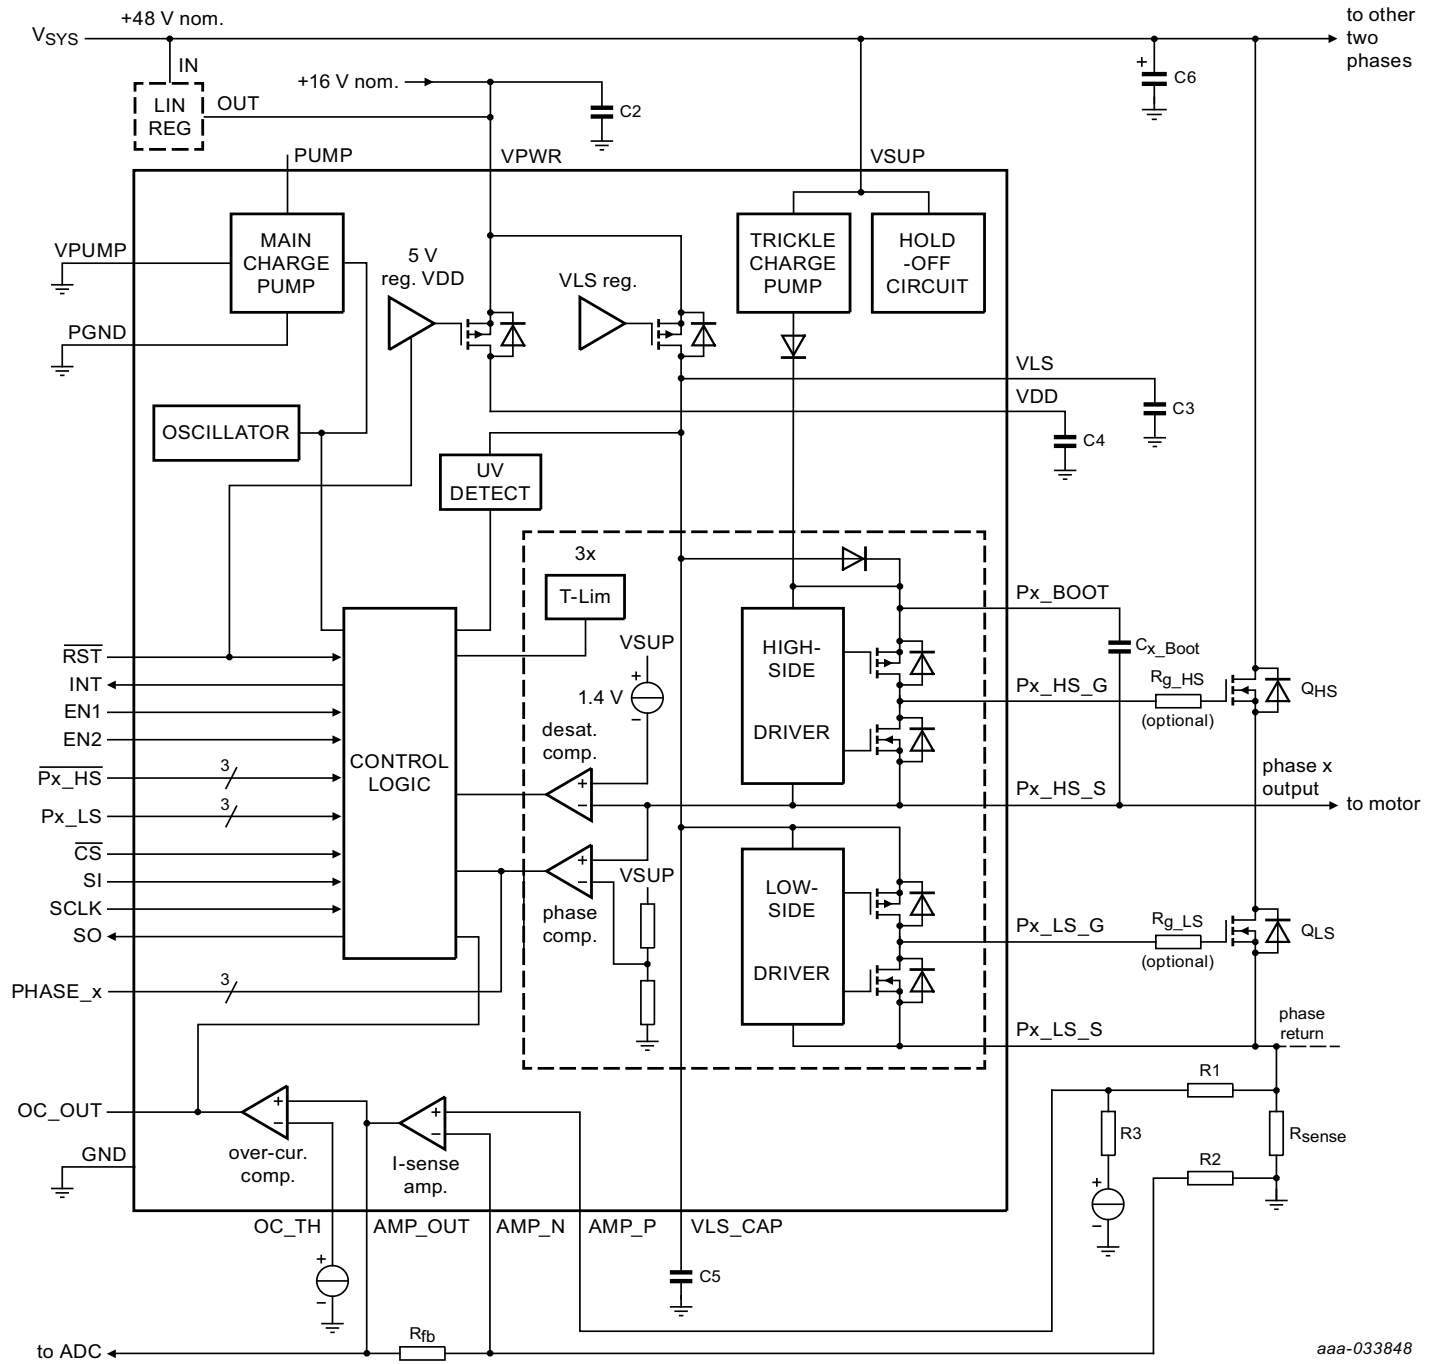 +48 V nom.
VSYS
to other
two
phases
IN
LIN
REG
OUT
+16 V nom.
C2
+
C6
PUMP
VPWR
VSUP
VPUMP
MAIN
CHARGE
PUMP
5 V
reg. VDD
VLS reg.
TRICKLE
CHARGE
PUMP
HOLD
-OFF
CIRCUIT
PGND
VLS
C3
VDD
C4
OSCILLATOR
UV
DETECT
3x
T-Lim
VSUP
+
1.4 V
−
desat.
comp.
+
−
HIGH-
SIDE
DRIVER
Px_BOOT
Cx_Boot
Px_HS_G
Rg_HS
(optional)
QHS
Px_HS_S
phase x
output
to motor
RST
INT
EN1
EN2
Px_HS
3
Px_LS
3
CS
SI
SCLK
SO
PHASE_x
3
CONTROL
LOGIC
+
−
phase
comp.
VSUP
LOW-
SIDE
DRIVER
Px_LS_G
Rg_LS
(optional)
QLS
Px_LS_S
phase
return
OC_OUT
+
−
over-cur.
comp.
+
−
I-sense
amp.
GND
R1
R3
Rsense
R2
+
−
OC_TH
AMP_OUT
AMP_N
AMP_P
VLS_CAP
+
−
C5
Rfb
to ADC
aaa-033848